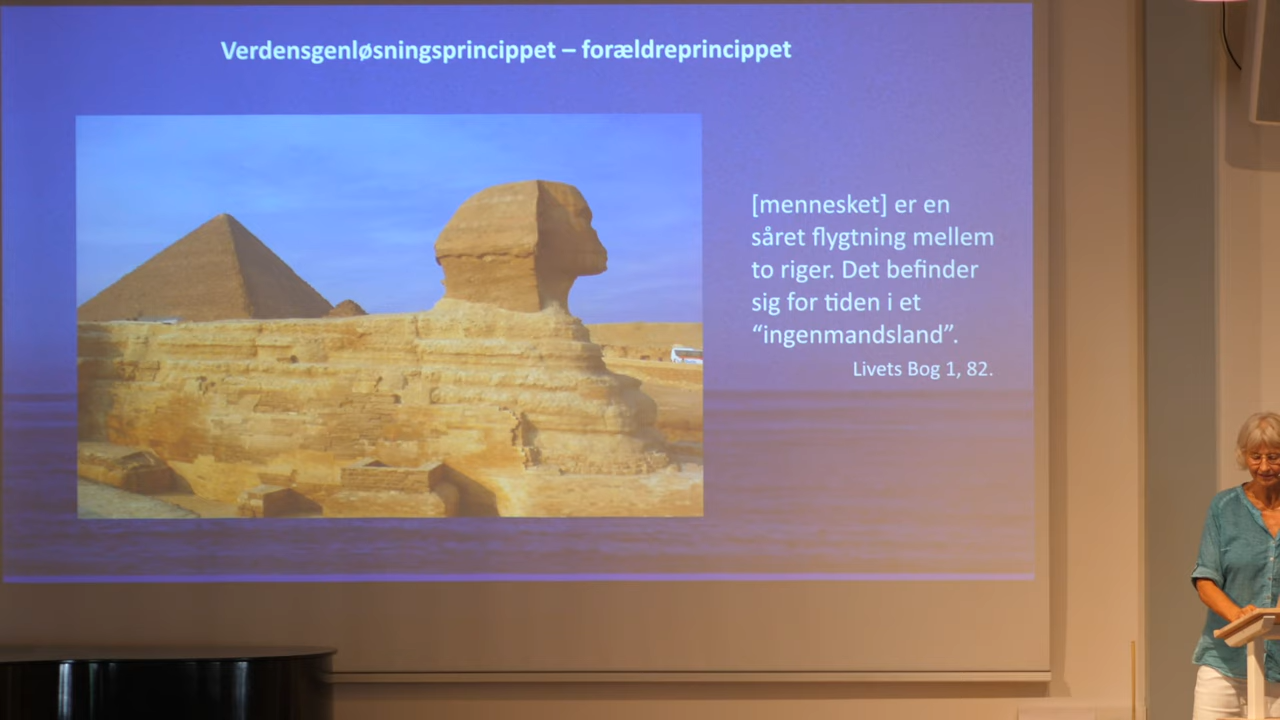 Verdensgenløsningsprincippet – forældreprincippet
[mennesket] er en
såret flygtning mellem
to riger. Det befinder
sig for tiden i et
“ingenmandsland”.
Livets Bog 1, 82.